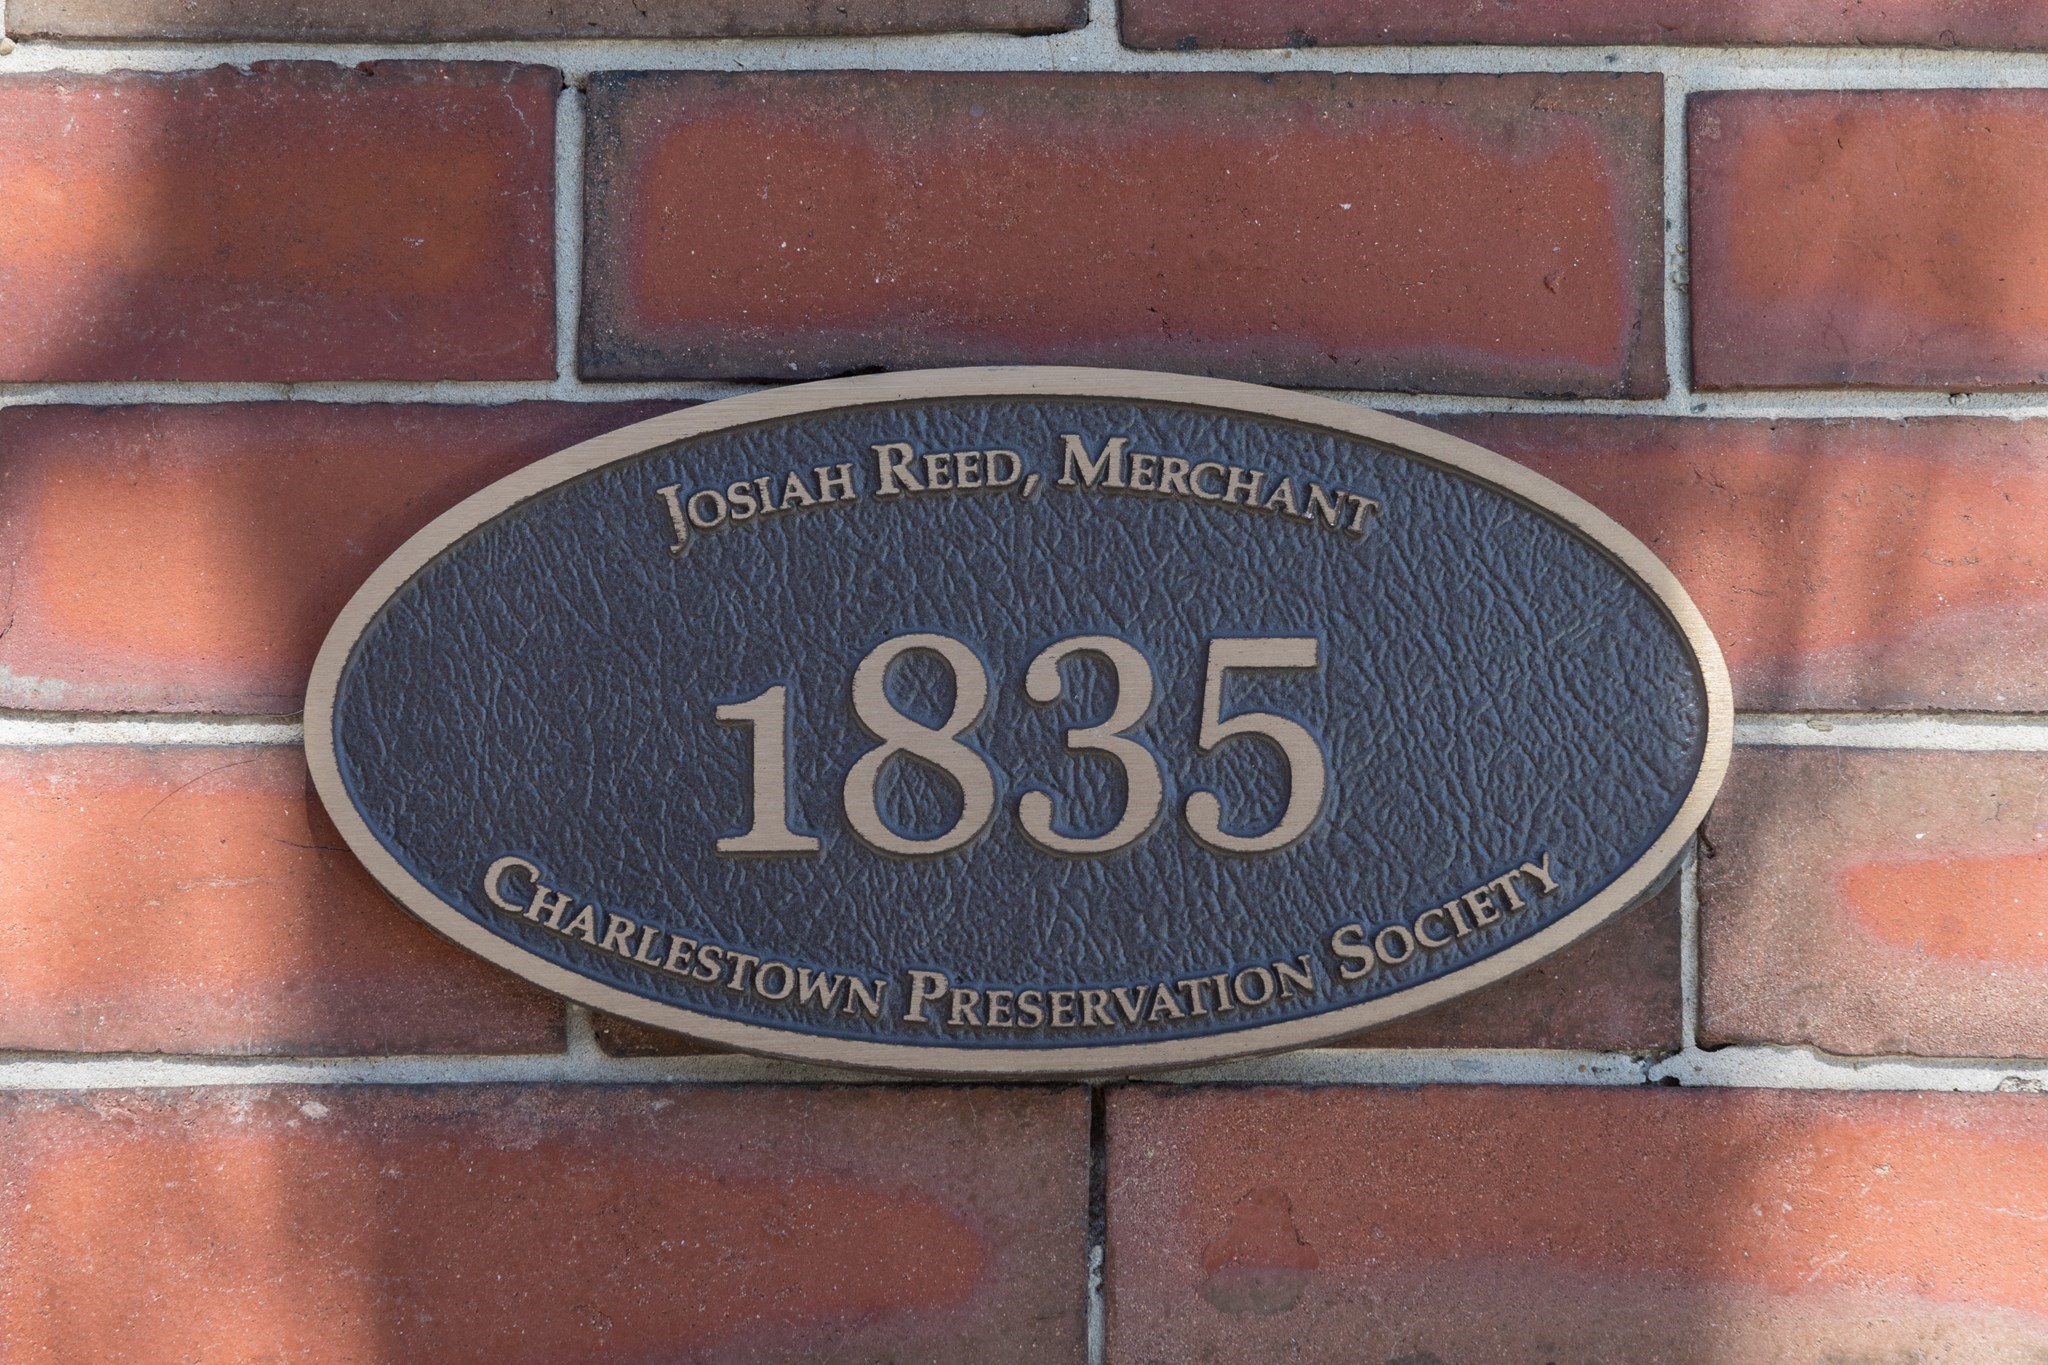 Josiah Reed, Merchant
1835
Charlestown Preservation Society